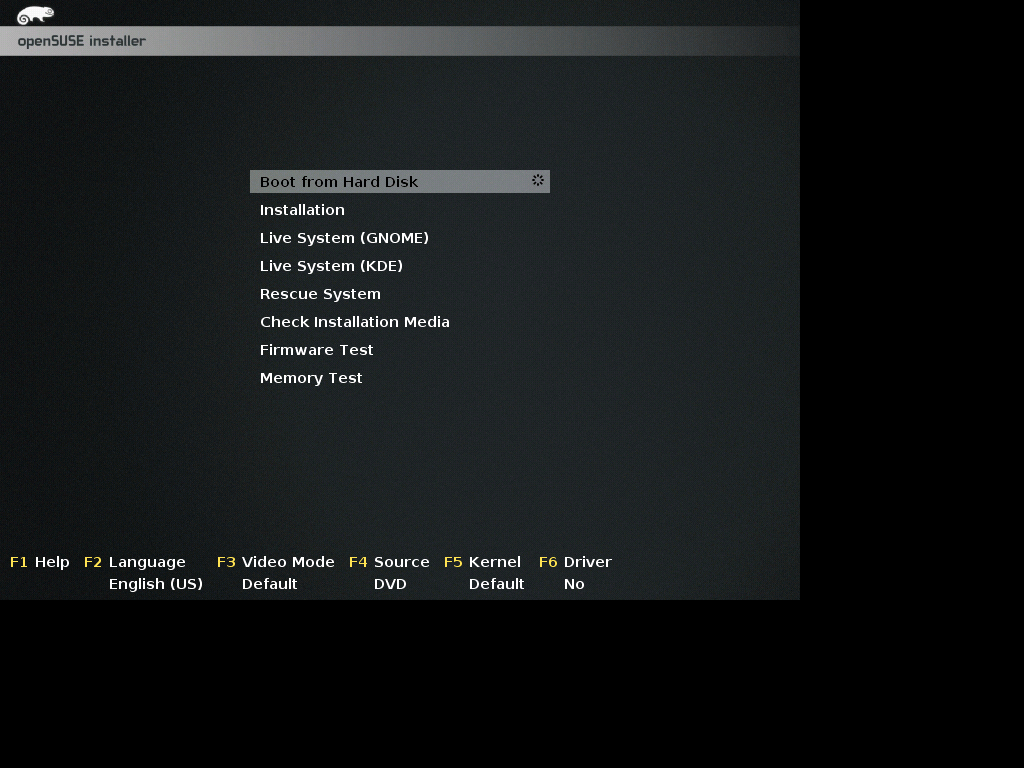 openSUSE installer
Boot from Hard Disk
Installation
Live System (GNOME)
Live System (KDE)
Rescue System
Check Installation Media
Firmware Test
Memory Test
F1 Help F2 Language F3 Video Mode F4 Source F5 Kernel F6 Driver
English (US) Default DVD Default No